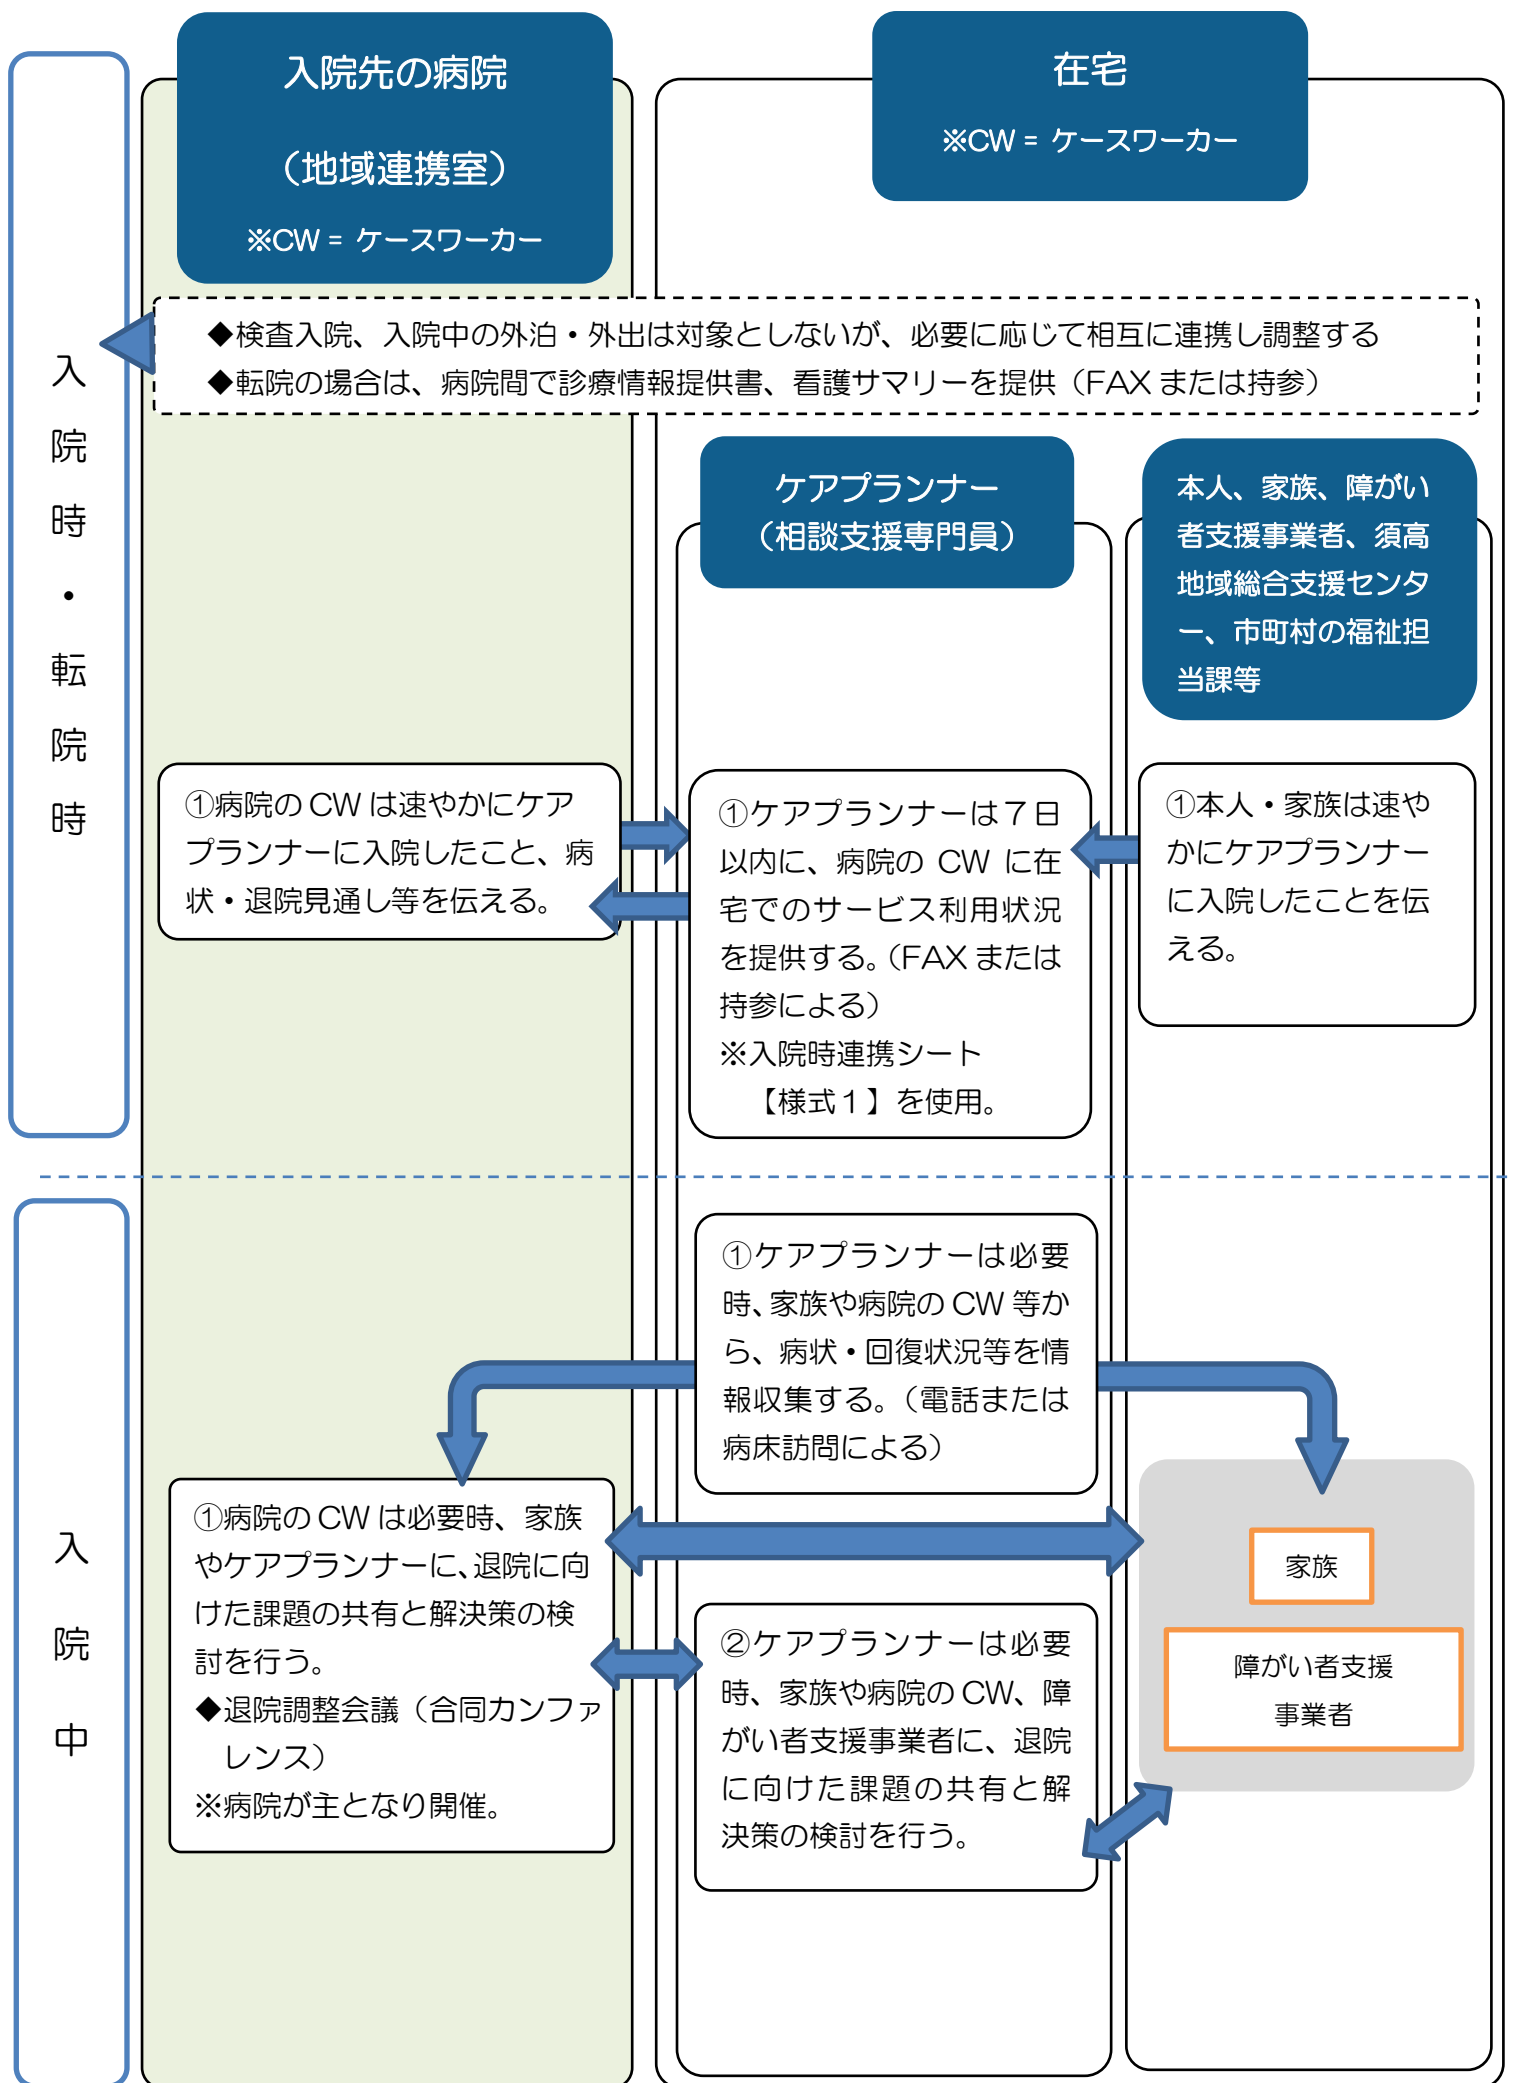 入院先の病院
（地域連携室）
※CW = ケースワーカー
在宅
※CW = ケースワーカー
入院時・転院時
◆検査入院、入院中の外泊・外出は対象としないが、必要に応じて相互に連携し調整する
◆転院の場合は、病院間で診療情報提供書、看護サマリーを提供（FAX または持参）
ケアプランナー
（相談支援専門員）
本人、家族、障がい
者支援事業者、須高
地域総合支援センタ
ー、市町村の福祉担
当課等
①病院の CW は速やかにケア
プランナーに入院したこと、病
状・退院見通し等を伝える。
①ケアプランナーは７日
以内に、病院の CW に在
宅でのサービス利用状況
を提供する。（FAX または
持参による）
※入院時連携シート
【様式１】を使用。
①本人・家族は速や
かにケアプランナー
に入院したことを伝
える。
入院中
①ケアプランナーは必要
時、家族や病院の CW 等か
ら、病状・回復状況等を情
報収集する。（電話または
病床訪問による）
①病院の CW は必要時、家族
やケアプランナーに、退院に向
けた課題の共有と解決策の検
討を行う。
◆退院調整会議（合同カンファ
レンス）
※病院が主となり開催。
②ケアプランナーは必要
時、家族や病院の CW、障
がい者支援事業者に、退院
に向けた課題の共有と解
決策の検討を行う。
家族
障がい者支援
事業者